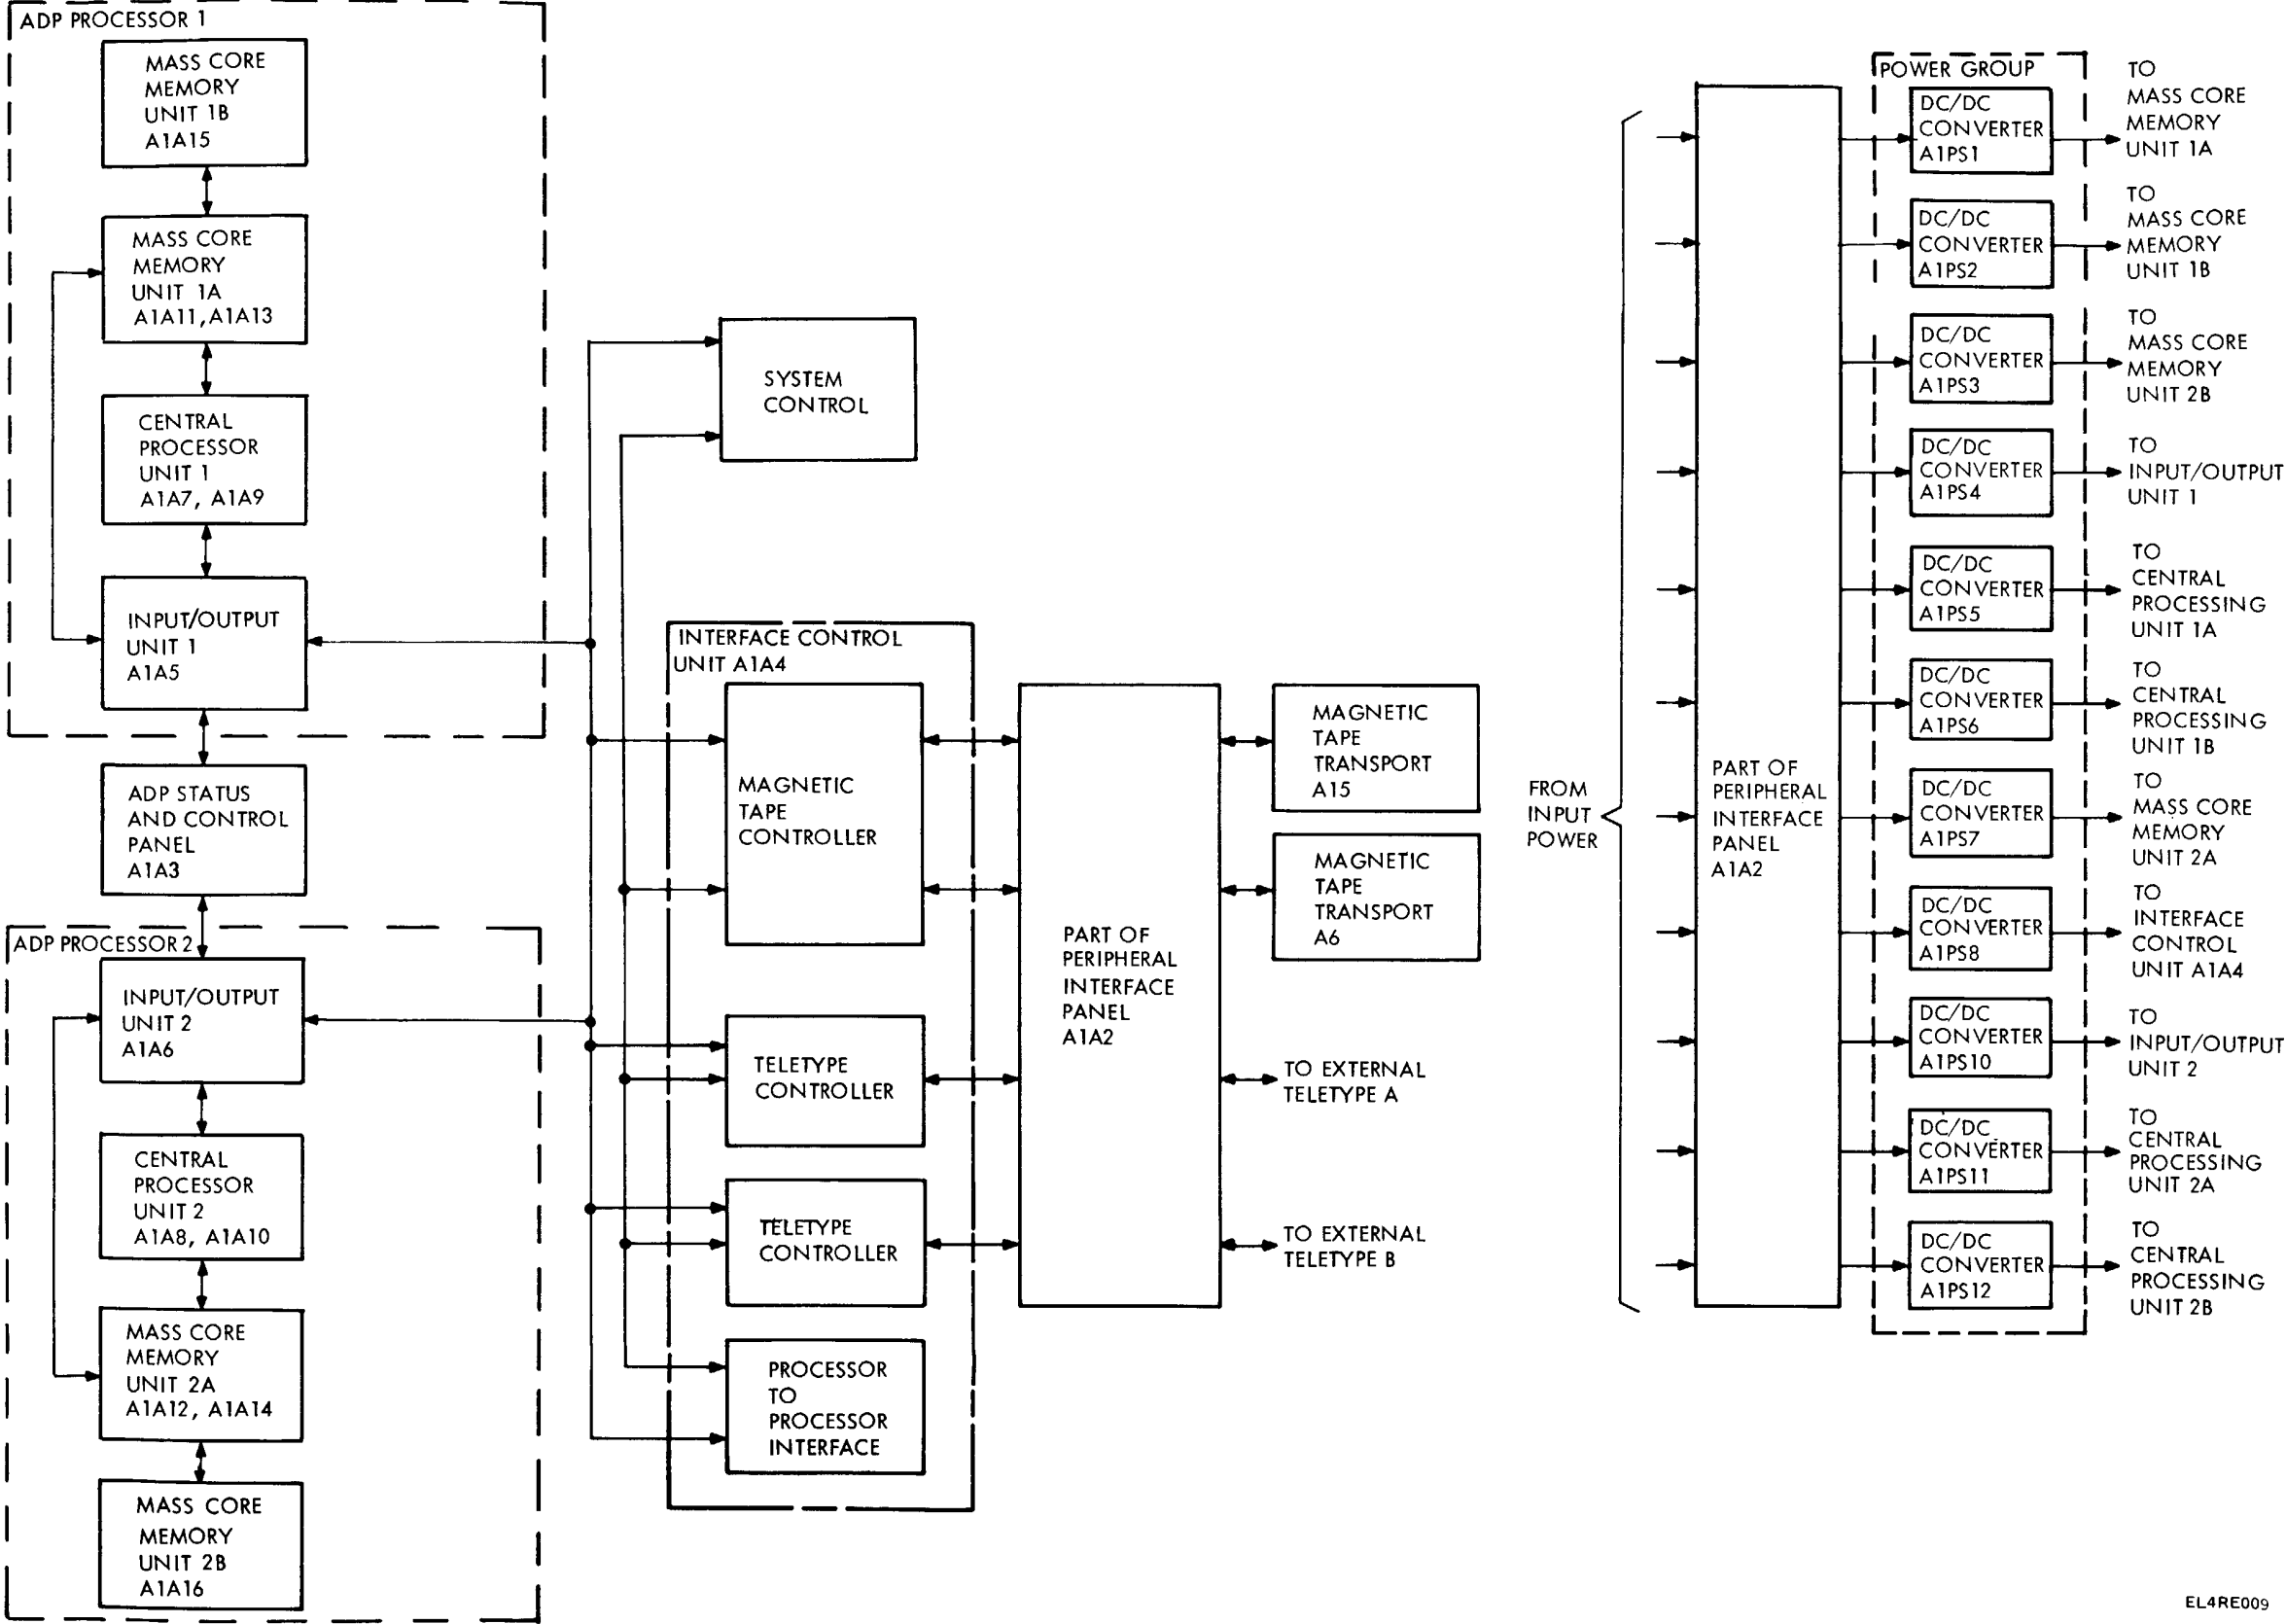 ADP PROCESSOR 1
MASS CORE
MEMORY
UNIT 1B
A1A15
MASS CORE
MEMORY
UNIT 1A
A1A11,A1A13
CENTRAL
PROCESSOR
UNIT 1
A1A7, A1A9
INPUT/OUTPUT
UNIT 1
A1A5
ADP STATUS
AND CONTROL
PANEL
A1A3
ADP PROCESSOR 2
INPUT/OUTPUT
UNIT 2
A1A6
CENTRAL
PROCESSOR
UNIT 2
A1A8, A1A10
MASS CORE
MEMORY
UNIT 2A
A1A12, A1A14
MASS CORE
MEMORY
UNIT 2B
A1A16
SYSTEM
CONTROL
INTERFACE CONTROL
UNIT A1A4
MAGNETIC
TAPE
CONTROLLER
TELETYPE
CONTROLLER
TELETYPE
CONTROLLER
PROCESSOR
TO
PROCESSOR
INTERFACE
PART OF
PERIPHERAL
INTERFACE
PANEL
A1A2
MAGNETIC
TAPE
TRANSPORT
A15
MAGNETIC
TAPE
TRANSPORT
A6
TO EXTERNAL
TELETYPE A
TO EXTERNAL
TELETYPE B
FROM
INPUT
POWER
PART OF
PERIPHERAL
INTERFACE
PANEL
A1A2
POWER GROUP
DC/DC
CONVERTER
A1PS1
TO
MASS CORE
MEMORY
UNIT 1A
DC/DC
CONVERTER
A1PS2
TO
MASS CORE
MEMORY
UNIT 1B
DC/DC
CONVERTER
A1PS3
TO
MASS CORE
MEMORY
UNIT 2B
DC/DC
CONVERTER
A1PS4
TO
INPUT/OUTPUT
UNIT 1
DC/DC
CONVERTER
A1PS5
TO
CENTRAL
PROCESSING
UNIT 1A
DC/DC
CONVERTER
A1PS6
TO
CENTRAL
PROCESSING
UNIT 1B
DC/DC
CONVERTER
A1PS7
TO
MASS CORE
MEMORY
UNIT 2A
DC/DC
CONVERTER
A1PS8
TO
INTERFACE
CONTROL
UNIT A1A4
DC/DC
CONVERTER
A1PS10
TO
INPUT/OUTPUT
UNIT 2
DC/DC
CONVERTER
A1PS11
TO
CENTRAL
PROCESSING
UNIT 2A
DC/DC
CONVERTER
A1PS12
TO
CENTRAL
PROCESSING
UNIT 2B
EL4RE009